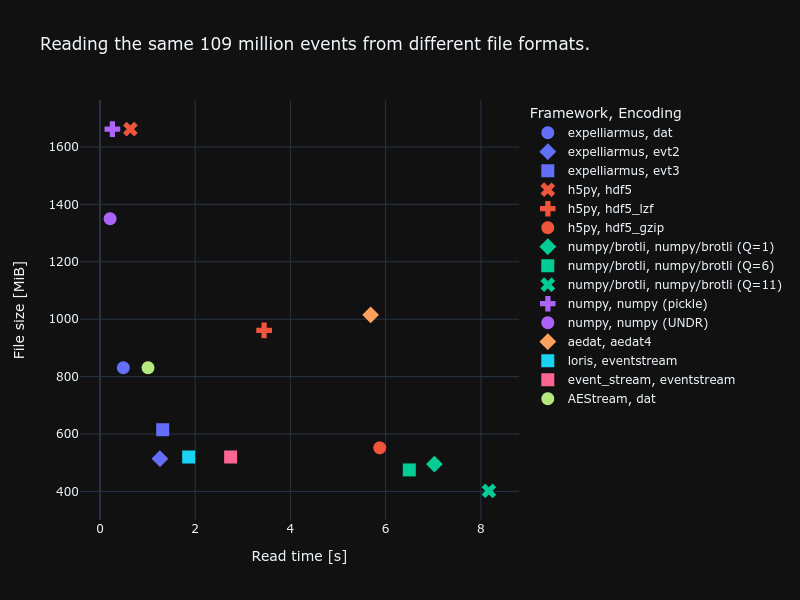 Reading the same 109 million events from different file formats.
Framework, Encoding
expelliarmus, dat
expelliarmus, evt2
expelliarmus, evt3
h5py, hdf5
h5py, hdf5_lzf
h5py, hdf5_gzip
numpy/brotli, numpy/brotli (Q=1)
numpy/brotli, numpy/brotli (Q=6)
numpy/brotli, numpy/brotli (Q=11)
numpy, numpy (pickle)
numpy, numpy (UNDR)
aedat, aedat4
loris, eventstream
event_stream, eventstream
AEStream, dat
File size [MiB]
1600
1400
1200
1000
800
600
400
0 2 4 6 8
Read time [s]